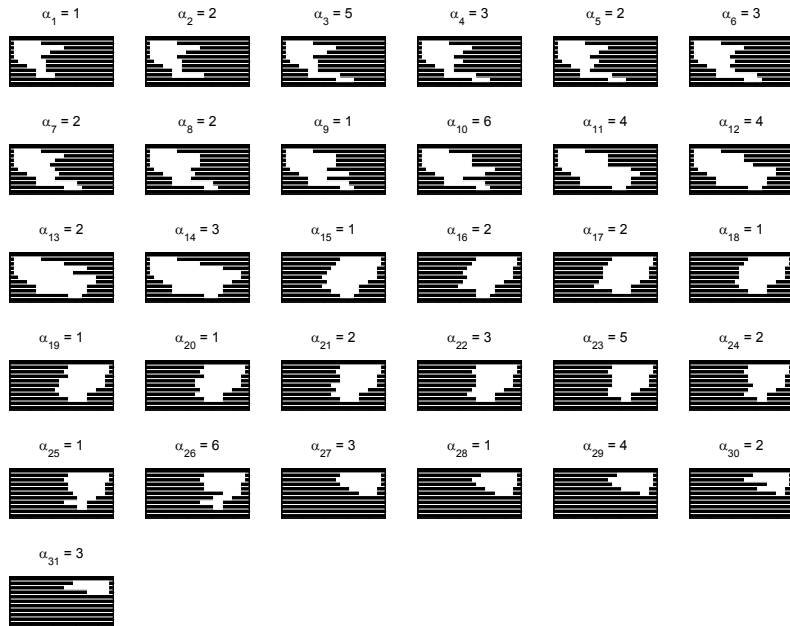 α1 = 1 α2 = 2 α3 = 5 α4 = 3 α5 = 2 α6 = 3
α7 = 2 α8 = 2 α9 = 1 α10 = 6 α11 = 4 α12 = 4
α13 = 2 α14 = 3 α15 = 1 α16 = 2 α17 = 2 α18 = 1
α19 = 1 α20 = 1 α21 = 2 α22 = 3 α23 = 5 α24 = 2
α25 = 1 α26 = 6 α27 = 3 α28 = 1 α29 = 4 α30 = 2
α31 = 3